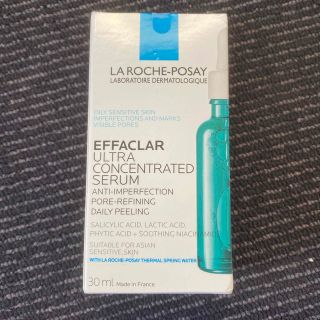 LA ROCHE-POSAY
LABORATOIRE DERMATOLOGIQUE
OILY SENSITIVE SKIN
IMPERFECTIONS AND MARKS
VISIBLE PORES
EFFACLAR
ULTRA
CONCENTRATED
SERUM
ANTI-IMPERFECTION
PORE-REFINING
DAILY PEELING
SALICYLIC ACID, LACTIC ACID,
PHYTIC ACID + SOOTHING NIACINAMIDE
SUITABLE FOR ASIAN
SENSITIVE SKIN
WITH LA ROCHE-POSAY THERMAL SPRING WATER
30 ml Made in France